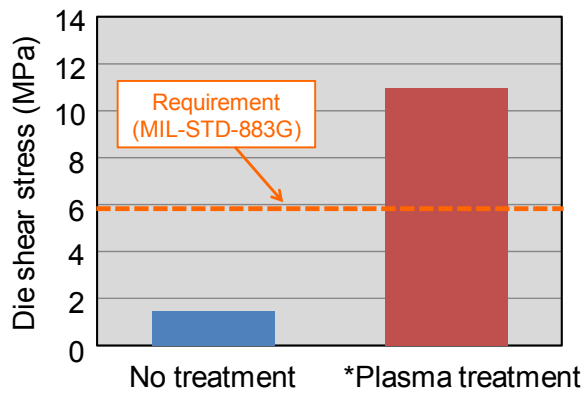 Die shear stress (MPa)
14
12
10
8
6
4
2
0
Requirement
(MIL-STD-883G)
No treatment
*Plasma treatment